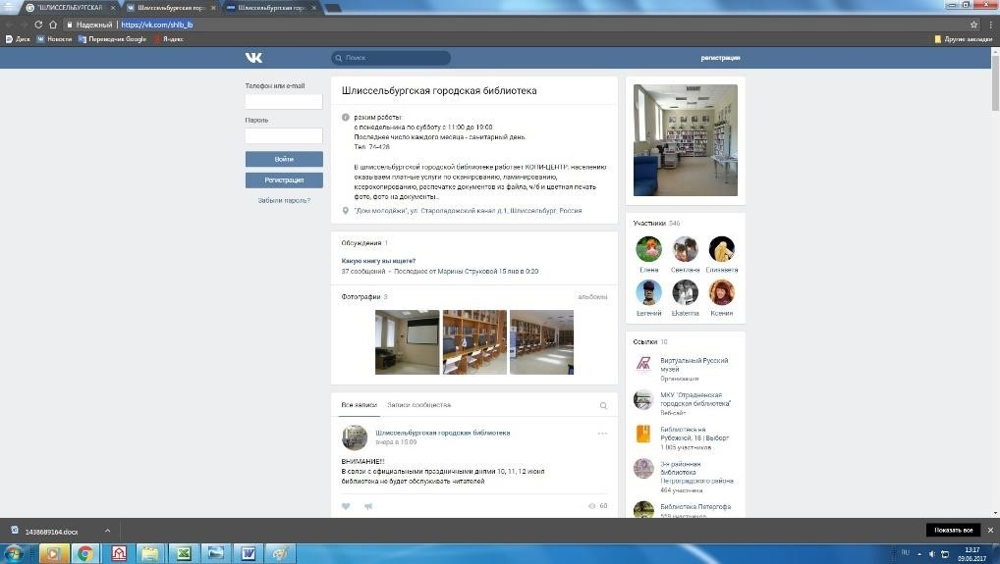 "ШЛИССЕЛЬБУРГСКАЯ
Шлиссельбургская горо
Шлиссельбургская горо
Надежный
https://vk.com/shlb_lb
Диск
Новости
Переводчик Google
Яндекс
Другие закладки
Поиск
регистрация
Телефон или e-mail
Пароль
Войти
Регистрация
Забыли пароль?
Шлиссельбургская городская библиотека
режим работы:
с понедельника по субботу с 11:00 до 19:00
Последнее число каждого месяца - санитарный день.
Тел. 74-428
В шлиссельбургской городской библиотеке работает КОПИ-ЦЕНТР: населению
оказываем платные услуги по сканированию, ламинированию,
ксерокопированию, распечатке документов из файла, ч/б и цветная печать
фото, фото на документы...
"Дом молодёжи", ул. Староладожский канал д.1, Шлиссельбург, Россия
Обсуждения 1
Какую книгу вы ищете?
37 сообщений • Последнее от Марины Струковой 15 янв в 0:20
Фотографии 3
альбомы
Все записи
Записи сообщества
Шлиссельбургская городская библиотека
вчера в 15:09
ВНИМАНИЕ!!!
В связи с официальными праздничными днями 10, 11, 12 июня
библиотека не будет обслуживать читателей
60
Участники 546
Елена
Светлана
Елизавета
Евгений
Ekaterina
Ксения
Ссылки 10
Виртуальный Русский
музей
Организация
МКУ "Отрадненская
городская библиотека"
Веб-сайт
Библиотека на
Рубежной, 18 | Выборг
1 005 участников
3-я районная
библиотека
Петроградского района
464 участника
Библиотека Петергофа
559 участников
1438689164.docx
Показать все
RU
13:17
09.06.2017